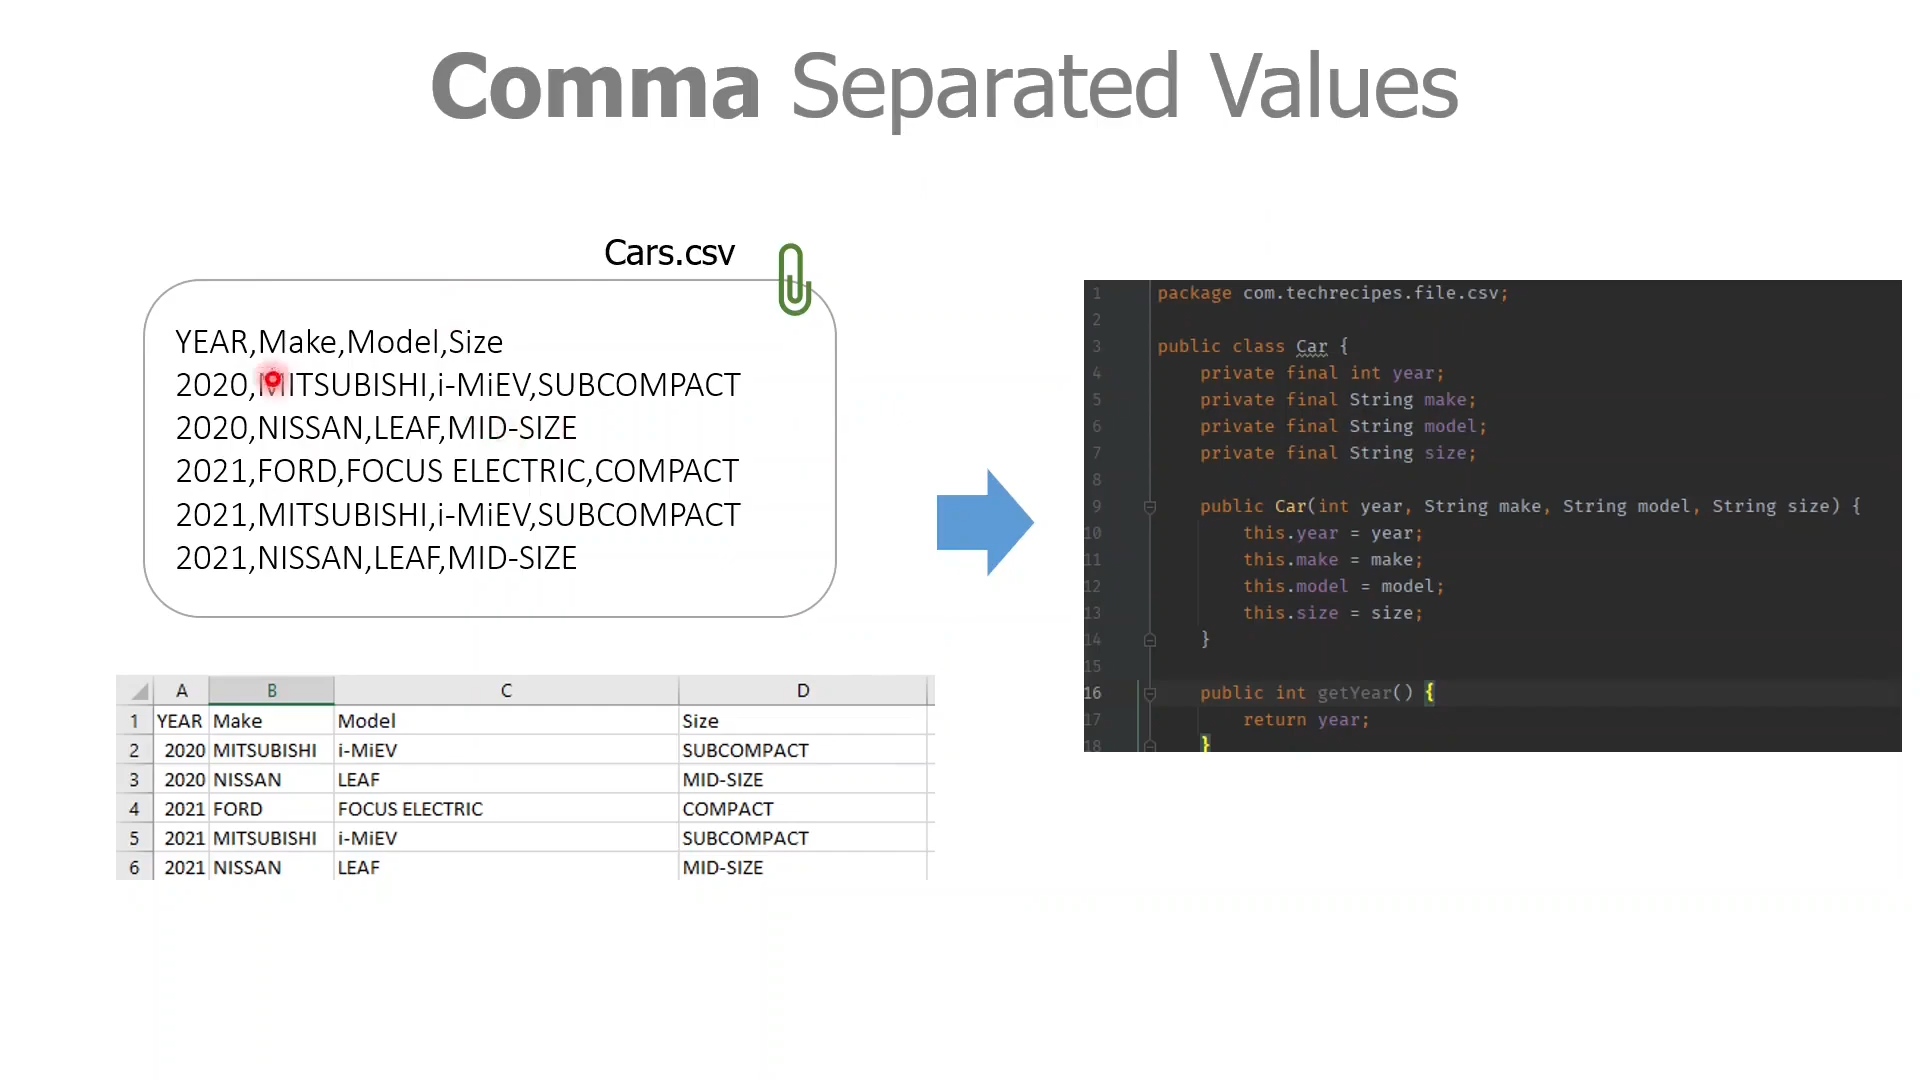 Comma Separated Values
Cars.csv
YEAR,Make,Model,Size
2020,MITSUBISHI,i-MiEV,SUBCOMPACT
2020,NISSAN,LEAF,MID-SIZE
2021,FORD,FOCUS ELECTRIC,COMPACT
2021,MITSUBISHI,i-MiEV,SUBCOMPACT
2021,NISSAN,LEAF,MID-SIZE
A B C D
1 YEAR Make Model Size
2 2020 MITSUBISHI i-MiEV SUBCOMPACT
3 2020 NISSAN LEAF MID-SIZE
4 2021 FORD FOCUS ELECTRIC COMPACT
5 2021 MITSUBISHI i-MiEV SUBCOMPACT
6 2021 NISSAN LEAF MID-SIZE
1 package com.techrecipes.file.csv;
2
3 public class Car {
4 private final int year;
5 private final String make;
6 private final String model;
7 private final String size;
8
9 public Car(int year, String make, String model, String size) {
10 this.year = year;
11 this.make = make;
12 this.model = model;
13 this.size = size;
14 }
15
16 public int getYear() {
17 return year;
18 }